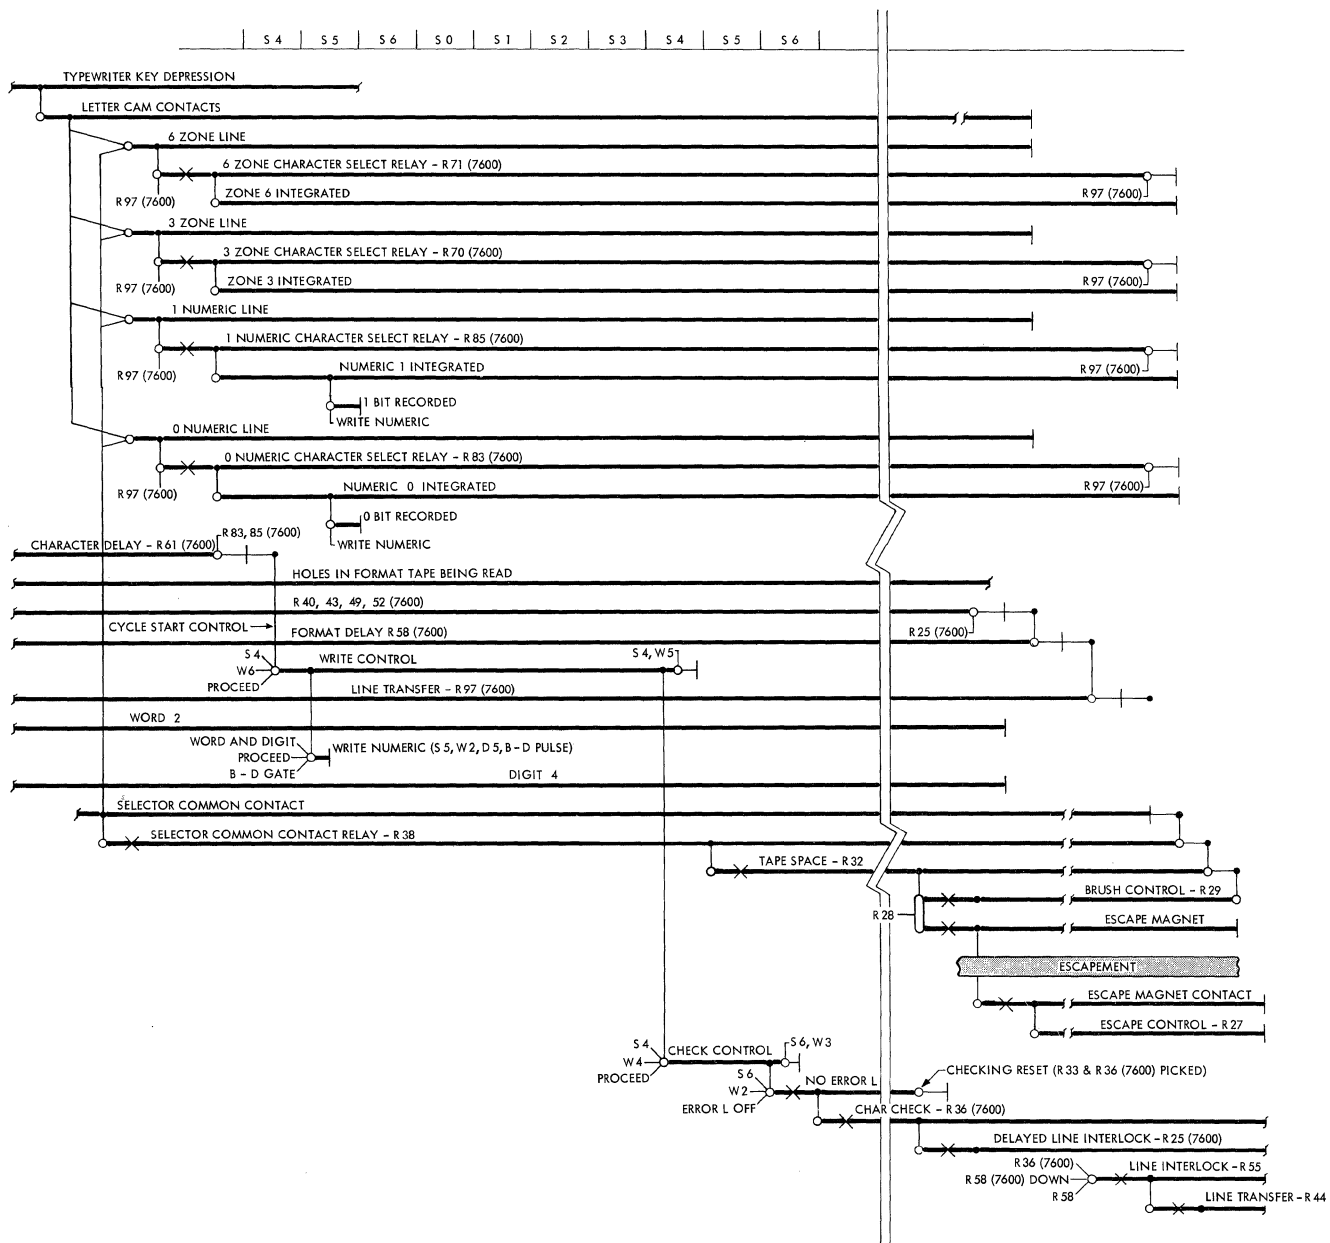 S 4 S 5 S 6 S 0 S 1 S 2 S 3 S 4 S 5 S 6
TYPEWRITER KEY DEPRESSION
LETTER CAM CONTACTS
6 ZONE LINE
6 ZONE CHARACTER SELECT RELAY - R 71 (7600)
ZONE 6 INTEGRATED
R 97 (7600)
R 97 (7600)
3 ZONE LINE
3 ZONE CHARACTER SELECT RELAY - R 70 (7600)
ZONE 3 INTEGRATED
R 97 (7600)
R 97 (7600)
1 NUMERIC LINE
1 NUMERIC CHARACTER SELECT RELAY - R 85 (7600)
NUMERIC 1 INTEGRATED
R 97 (7600)
R 97 (7600)
1 BIT RECORDED
WRITE NUMERIC
0 NUMERIC LINE
0 NUMERIC CHARACTER SELECT RELAY - R 83 (7600)
NUMERIC 0 INTEGRATED
R 97 (7600)
R 97 (7600)
0 BIT RECORDED
R 83, 85 (7600)
WRITE NUMERIC
CHARACTER DELAY - R 61 (7600)
HOLES IN FORMAT TAPE BEING READ
R 40, 43, 49, 52 (7600)
CYCLE START CONTROL
FORMAT DELAY R 58 (7600)
R 25 (7600)
S 4
W6
PROCEED
WRITE CONTROL
S 4, W5
LINE TRANSFER - R 97 (7600)
WORD 2
WORD AND DIGIT
PROCEED
B - D GATE
WRITE NUMERIC (S 5, W 2, D 5, B - D PULSE)
DIGIT 4
SELECTOR COMMON CONTACT
SELECTOR COMMON CONTACT RELAY - R 38
TAPE SPACE - R 32
BRUSH CONTROL - R 29
R 28
ESCAPE MAGNET
ESCAPEMENT
ESCAPE MAGNET CONTACT
ESCAPE CONTROL - R 27
S 4
W 4
PROCEED
CHECK CONTROL
S 6, W 3
S 6
W 2
ERROR L OFF
NO ERROR L
CHECKING RESET (R 33 & R 36 (7600) PICKED)
CHAR CHECK - R 36 (7600)
DELAYED LINE INTERLOCK - R 25 (7600)
R 36 (7600)
R 58 (7600) DOWN
R 58
LINE INTERLOCK - R 55
LINE TRANSFER - R 44